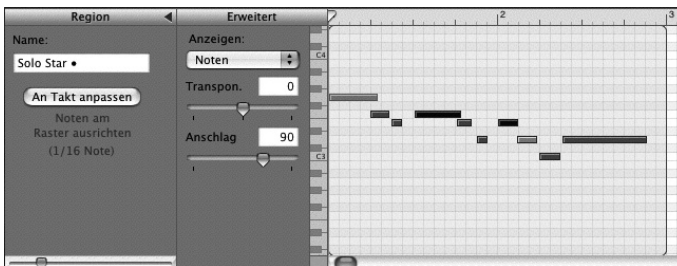 Region
Erweitert
2
3
Name:
Solo Star •
An Takt anpassen
Noten am
Raster ausrichten
(1/16 Note)
Anzeigen:
Noten
Transpon. 0
Anschlag 90
C4
C3